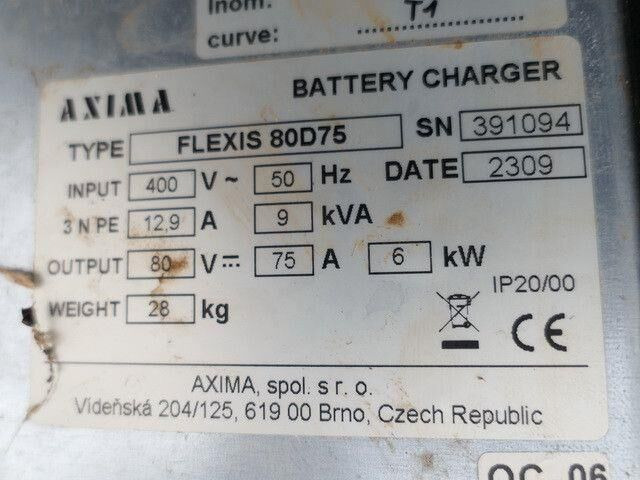 Inom:
curve: T1
AXIMA BATTERY CHARGER
TYPE FLEXIS 80D75 SN 391094
INPUT 400 V ~ 50 Hz DATE 2309
3 N PE 12,9 A 9 kVA
OUTPUT 80 V 75 A 6 kW
WEIGHT 28 kg IP20/00
CE
AXIMA, spol. s r. o.
Vídeňská 204/125, 619 00 Brno, Czech Republic
QC 06